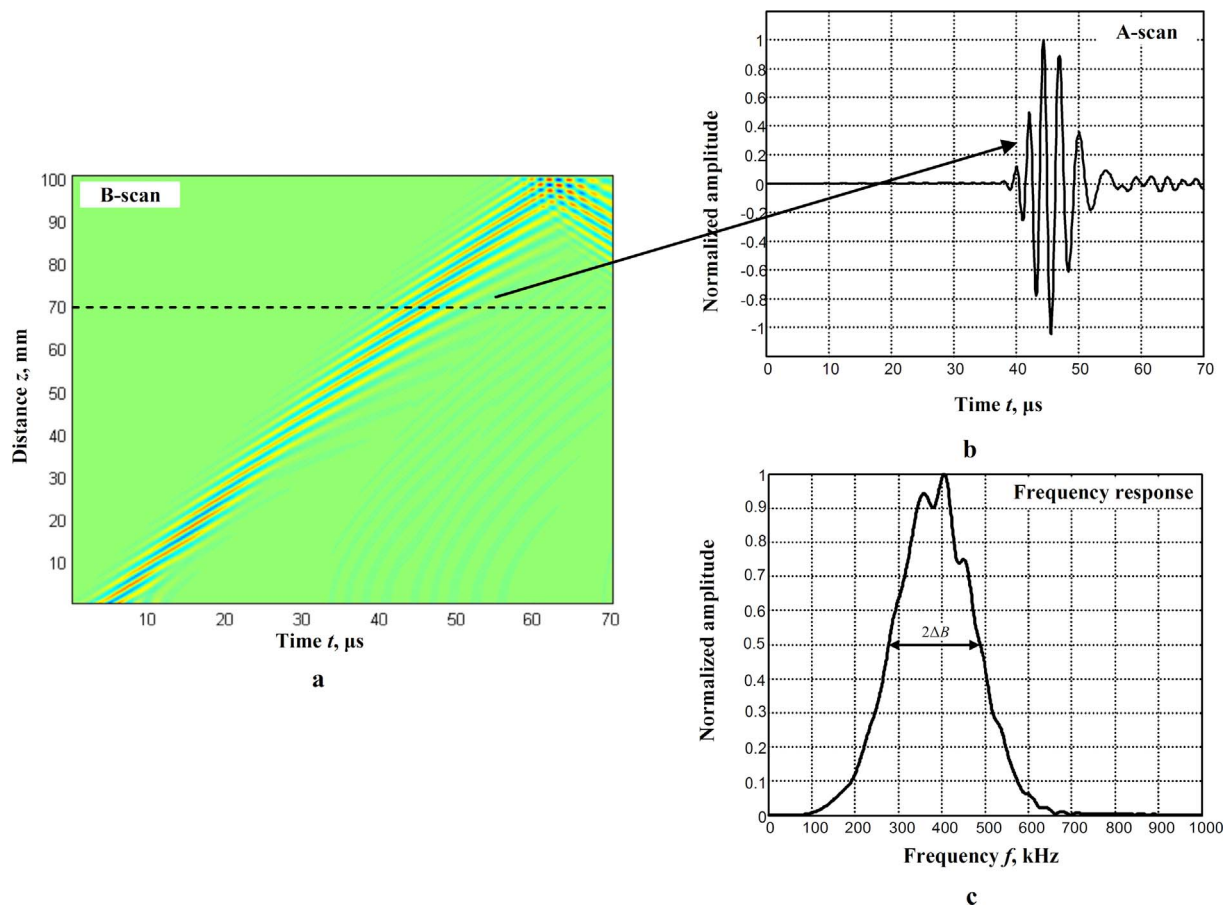 B-scan
100
90
80
70
60
50
40
30
20
10
Distance z, mm
10 20 30 40 50 60 70
Time t, µs
a
A-scan
1
0.8
0.6
0.4
0.2
0
-0.2
-0.4
-0.6
-0.8
-1
Normalized amplitude
0 10 20 30 40 50 60 70
Time t, µs
b
Frequency response
1
0.9
0.8
0.7
0.6
0.5
0.4
0.3
0.2
0.1
0
Normalized amplitude
2ΔB
0 100 200 300 400 500 600 700 800 900 1000
Frequency f, kHz
c